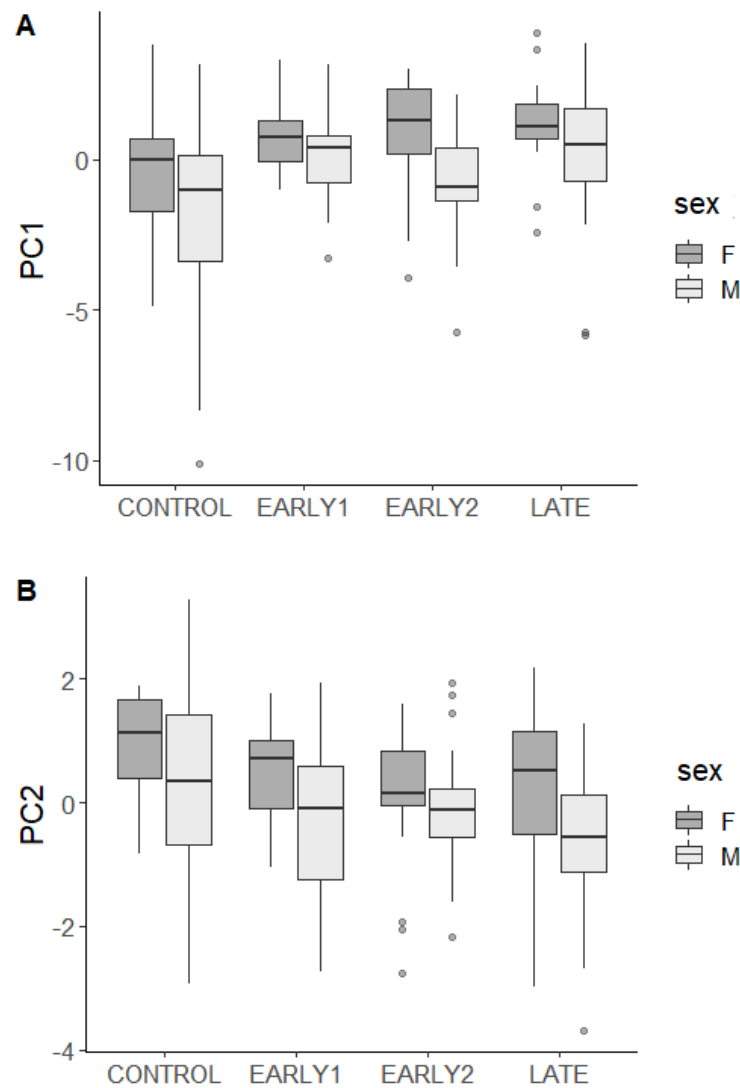 A
0
-5
-10
PC1
CONTROL EARLY1 EARLY2 LATE
sex
F
M
B
2
0
-2
-4
PC2
CONTROL EARLY1 EARLY2 LATE
sex
F
M